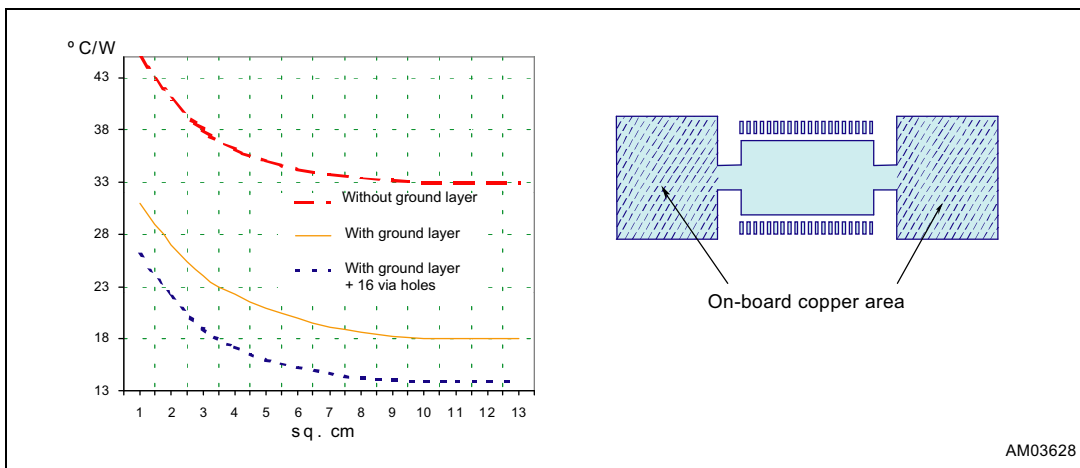 º C/W
43
38
33
28
23
18
13
1 2 3 4 5 6 7 8 9 10 11 12 13
sq. cm
Without ground layer
With ground layer
With ground layer
+ 16 via holes
On-board copper area
AM03628